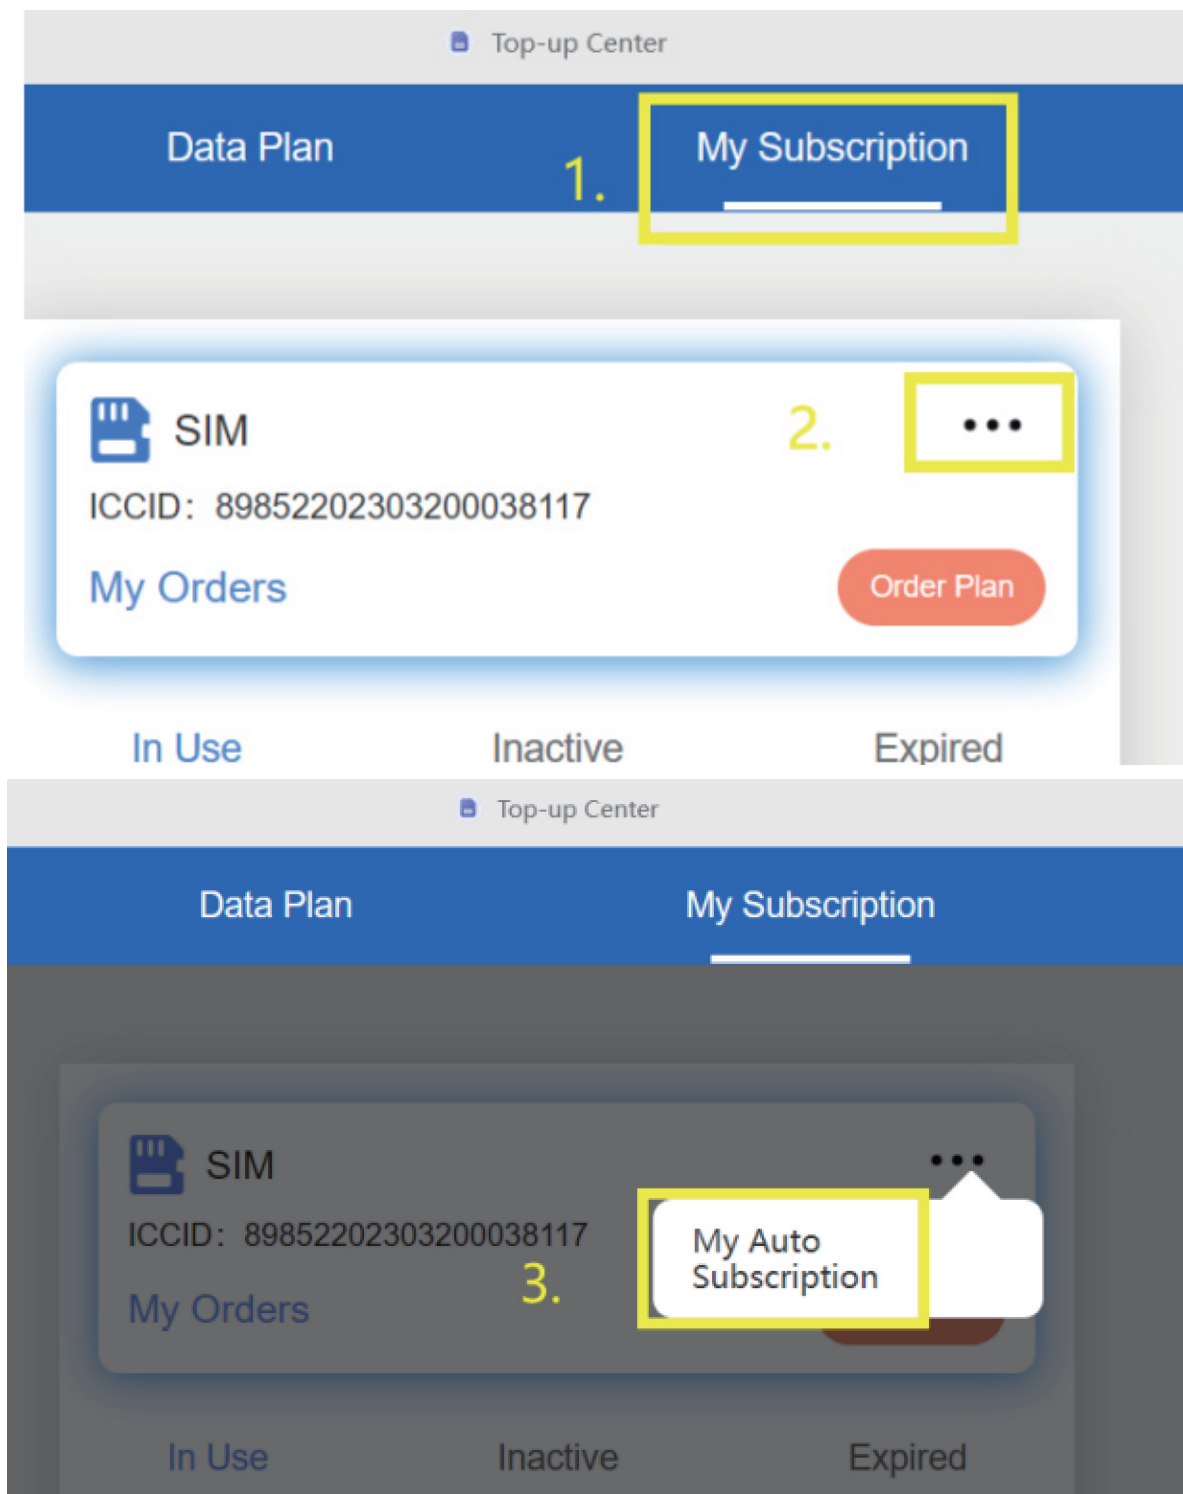 Top-up Center
Data Plan
My Subscription
1.
SIM
2.
•••
ICCID: 89852202303200038117
My Orders
Order Plan
In Use
Inactive
Expired
Top-up Center
Data Plan
My Subscription
SIM
•••
ICCID: 89852202303200038117
My Auto
Subscription
3.
My Orders
In Use
Inactive
Expired